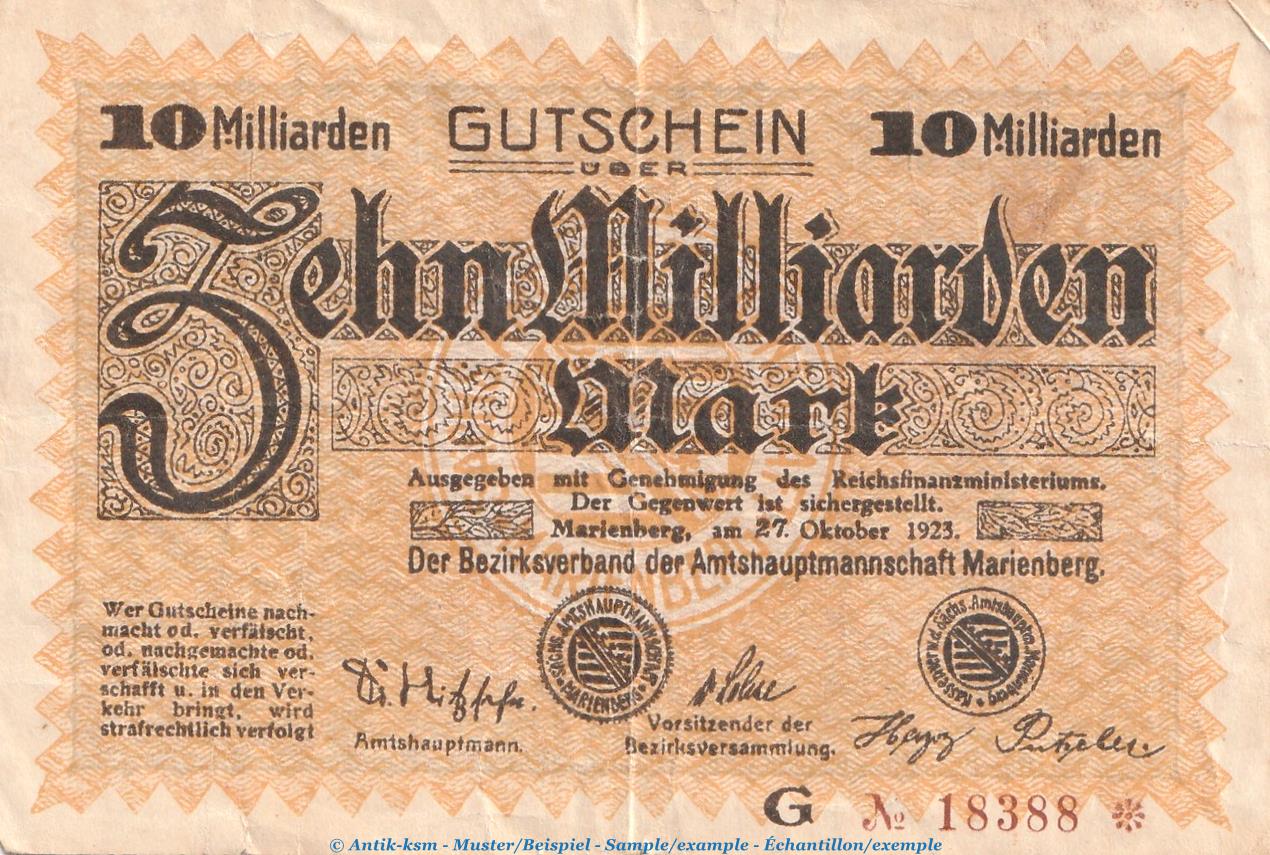 10 Milliarden GUTSCHEIN 10 Milliarden
ÜBER
Zehn Milliarden
Mark
Ausgegeben mit Genehmigung des Reichsfinanzministeriums.
Der Gegenwert ist sichergestellt.
Marienberg, am 27. Oktober 1923.
Der Bezirksverband der Amtshauptmannschaft Marienberg.
Wer Gutscheine nach-
macht od. verfälscht,
od. nachgemachte od.
verfälschte sich ver-
schafft u. in den Ver-
kehr bringt, wird
strafrechtlich verfolgt
SÄCHS. AMTSHAUPTMANNSCHAFT
MARIENBERG
Amtshauptmann.
Vorsitzender der
Bezirksversammlung.
G № 18388
© Antik-ksm - Muster/Beispiel - Sample/example - Échantillon/exemple